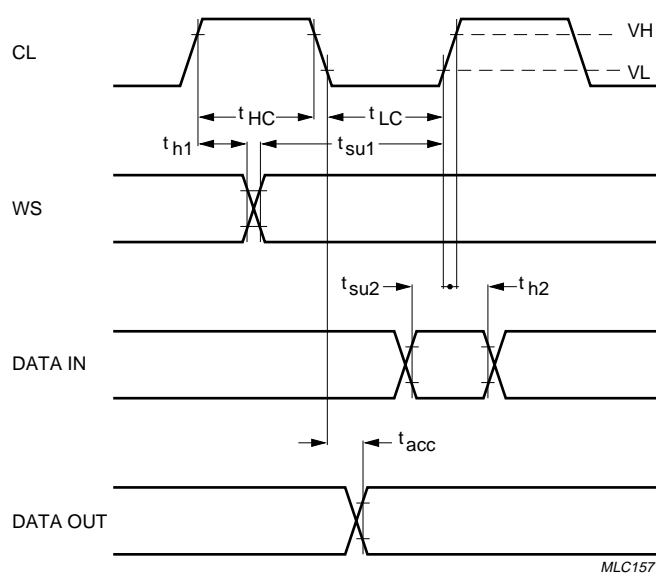 CL
VH
VL
t HC
t LC
t h1
t su1
WS
t su2
t h2
DATA IN
t acc
DATA OUT
MLC157